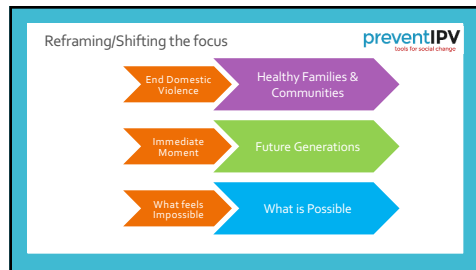 Reframing/Shifting the focus
preventIPV
tools for social change
End Domestic
Violence
Healthy Families &
Communities
Immediate
Moment
Future Generations
What feels
Impossible
What is Possible